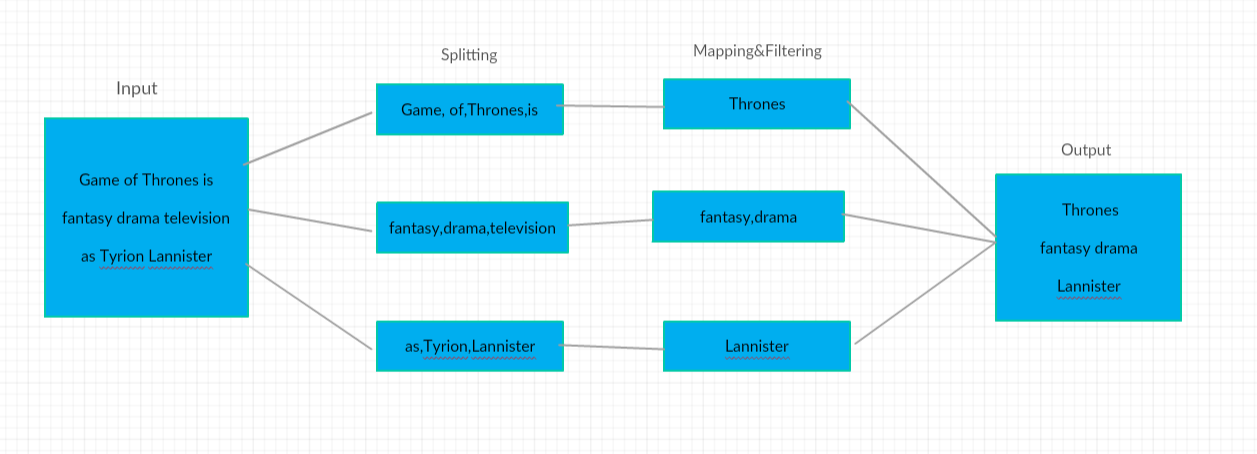 Input
Game of Thrones is
fantasy drama television
as Tyrion Lannister
Splitting
Game, of,Thrones,is
fantasy,drama,television
as,Tyrion,Lannister
Mapping&Filtering
Thrones
fantasy,drama
Lannister
Output
Thrones
fantasy drama
Lannister